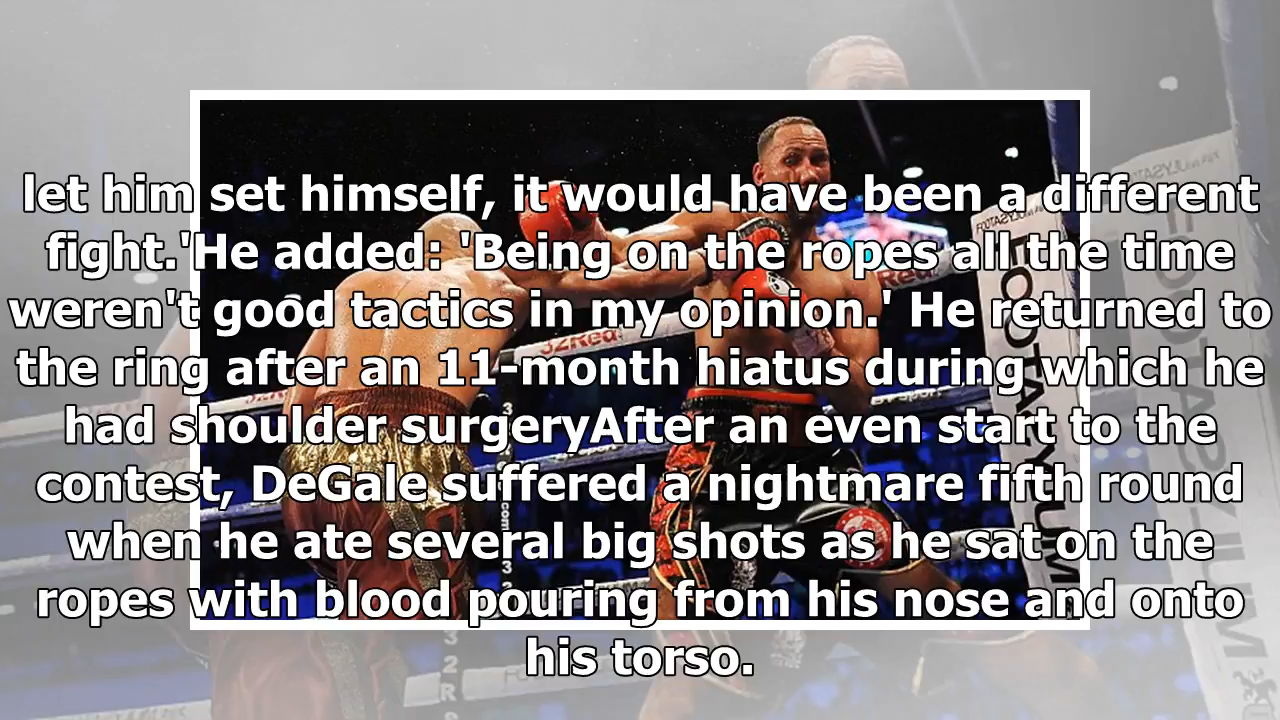 let him set himself, it would have been a different
fight.'He added: 'Being on the ropes all the time
weren't good tactics in my opinion.' He returned to
the ring after an 11-month hiatus during which he
had shoulder surgeryAfter an even start to the
contest, DeGale suffered a nightmare fifth round
when he ate several big shots as he sat on the
ropes with blood pouring from his nose and onto
his torso.
32Red
Red